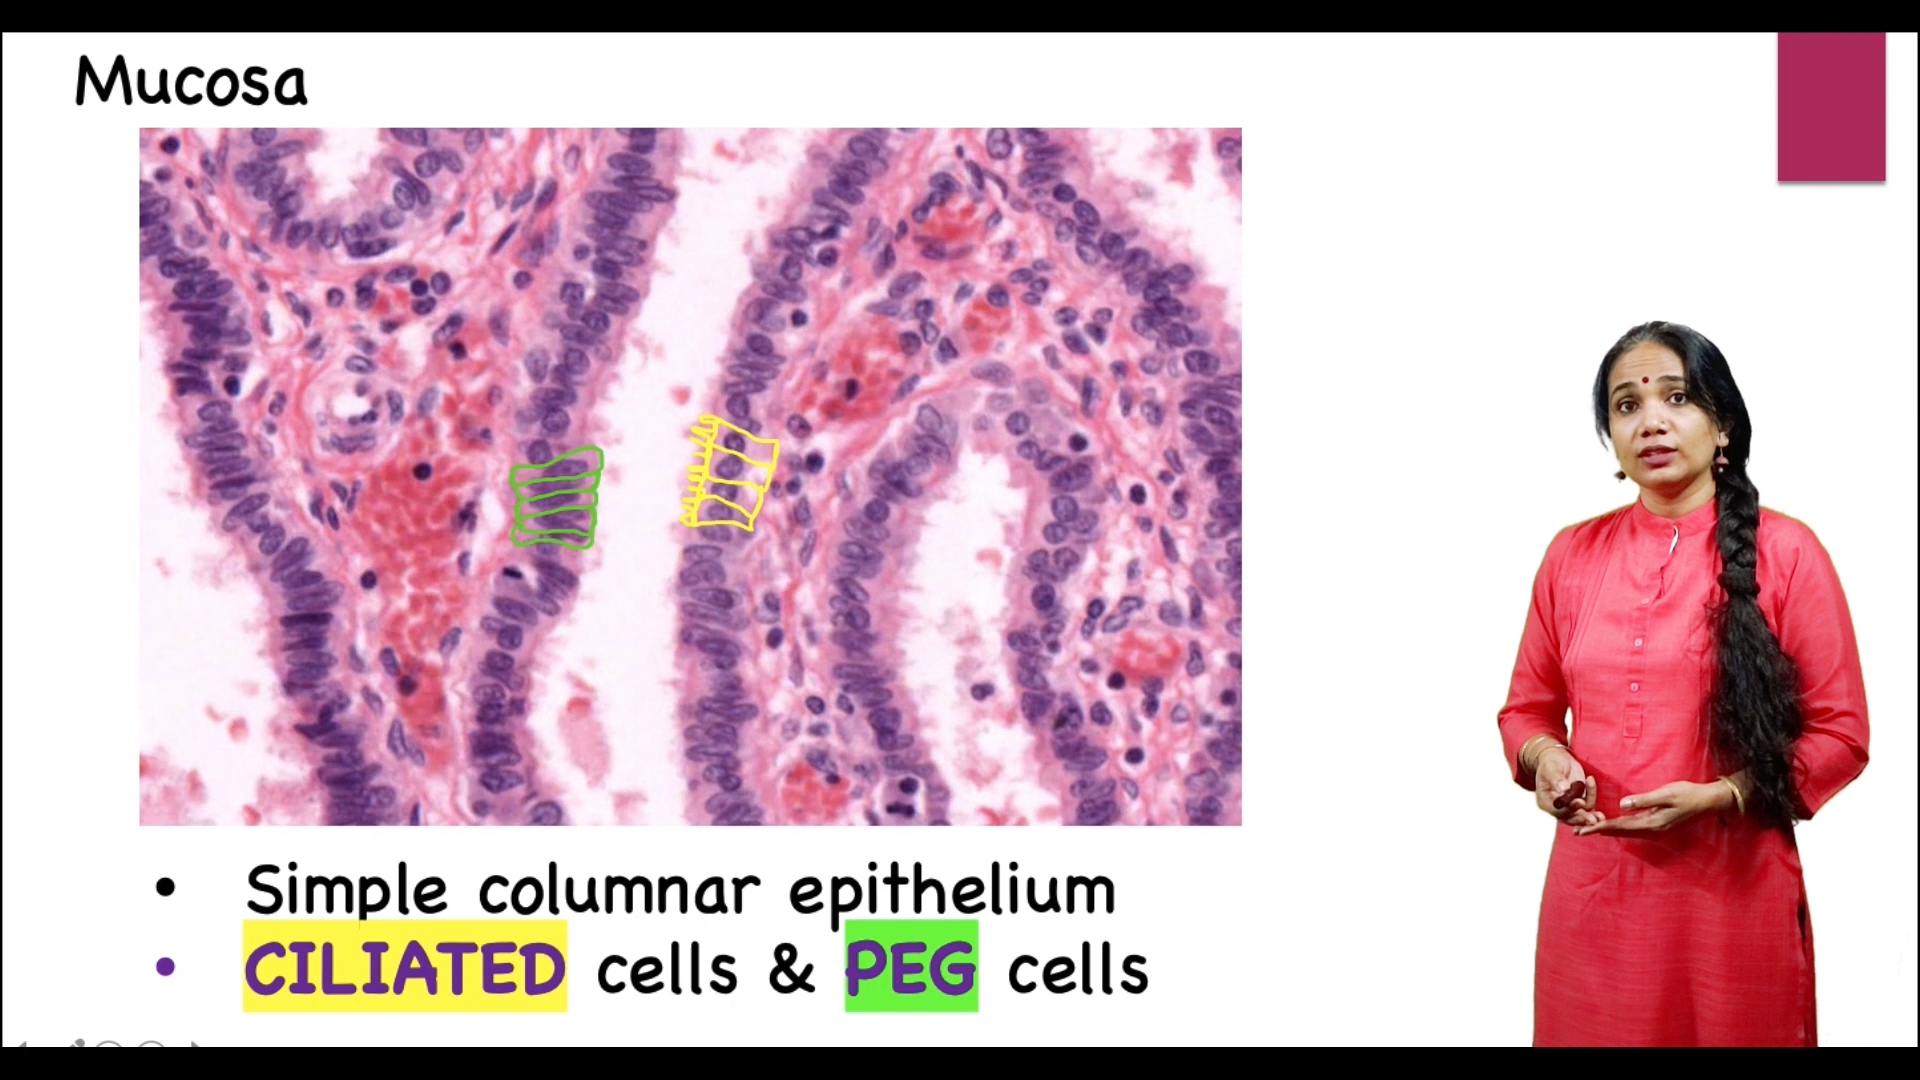 Mucosa
• Simple columnar epithelium
• CILIATED cells & PEG cells